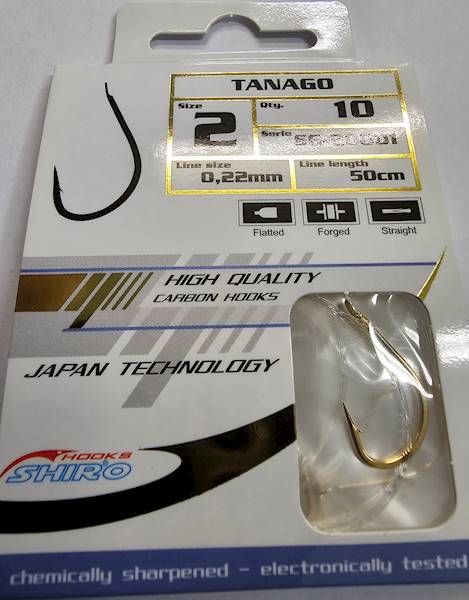 TANAGO
Size
2
Qty.
10
Serie
Line size
0,22mm
Line length
50cm
Flatted
Forged
Straight
HIGH QUALITY
CARBON HOOKS
JAPAN TECHNOLOGY
HOOKS
SHIRO
chemically sharpened - electronically tested